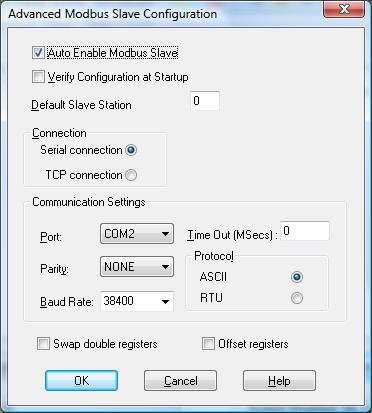 Advanced Modbus Slave Configuration
Auto Enable Modbus Slave
Verify Configuration at Startup
Default Slave Station 0
Connection
Serial connection
TCP connection
Communication Settings
Port: COM2 Time Out (MSecs) : 0
Parity: NONE Protocol
ASCII
Baud Rate: 38400 RTU
Swap double registers Offset registers
OK Cancel Help